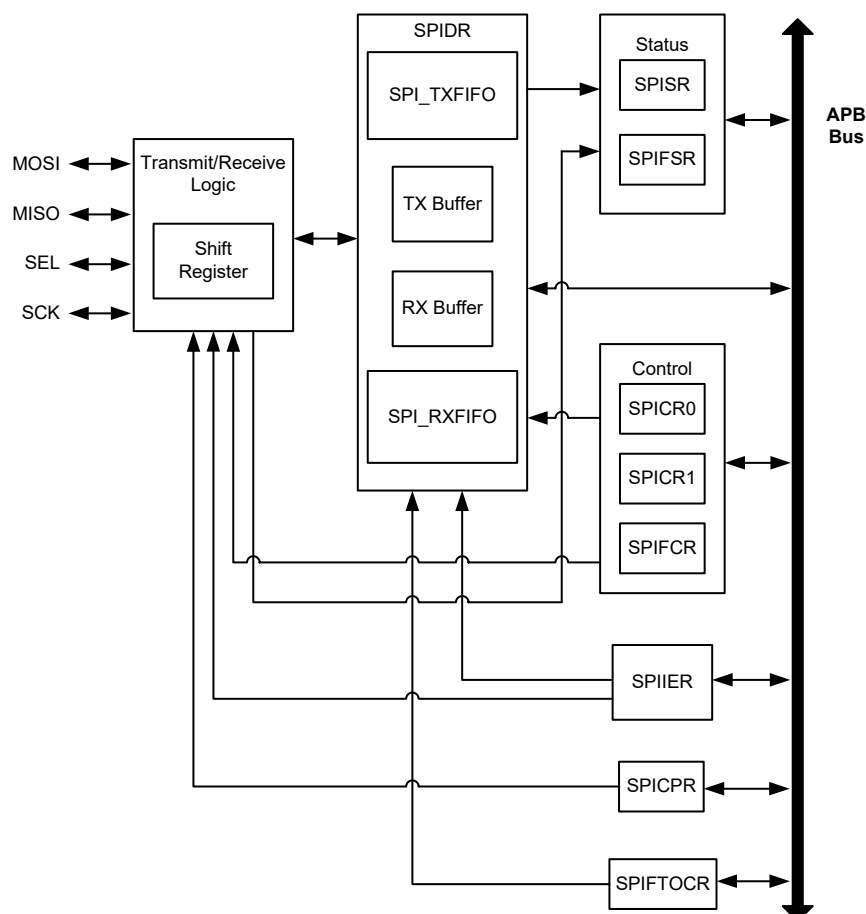 SPIDR
SPI_TXFIFO
TX Buffer
RX Buffer
SPI_RXFIFO
Status
SPISR
SPIFSR
APB
Bus
MOSI
MISO
SEL
SCK
Transmit/Receive
Logic
Shift
Register
Control
SPICR0
SPICR1
SPIFCR
SPIIER
SPICPR
SPIFTOCR